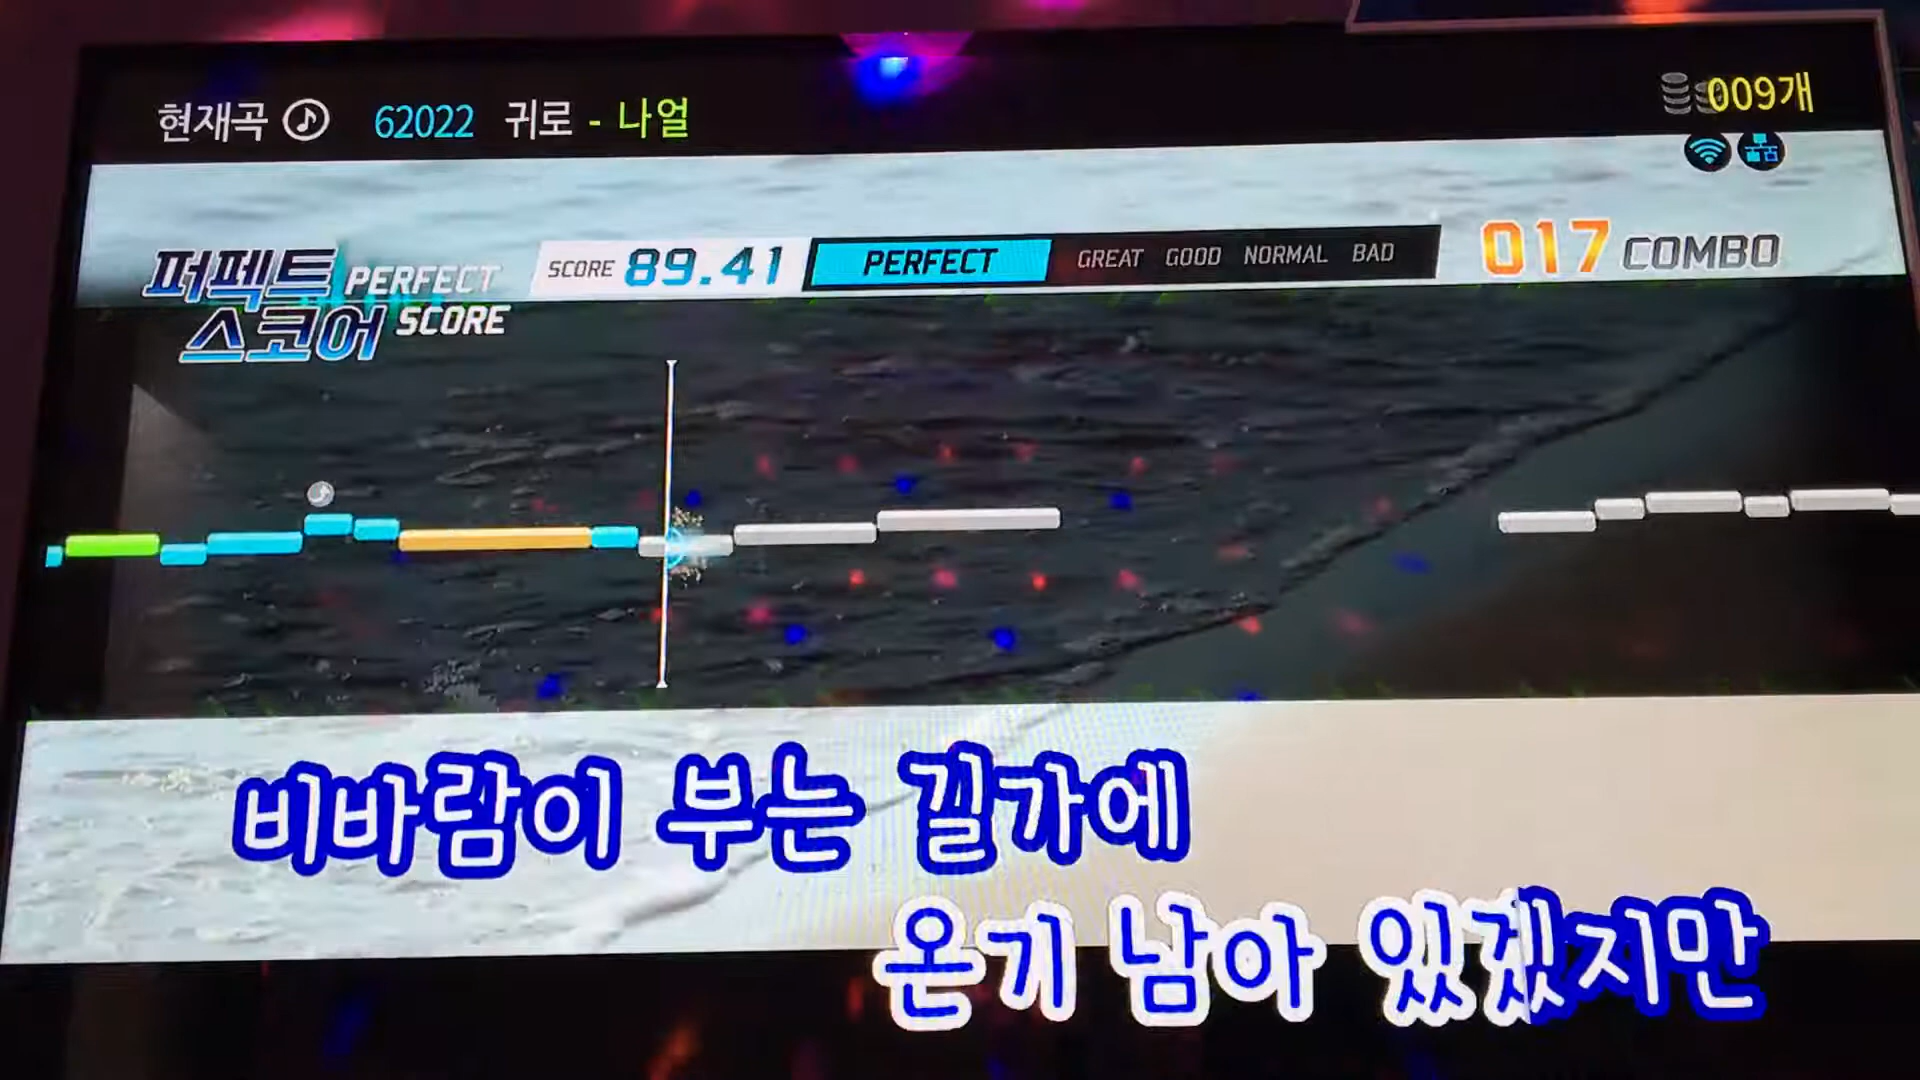 현재곡 62022 귀로 - 나얼
009개
퍼펙트 PERFECT
스코어 SCORE
SCORE 89.41 PERFECT GREAT GOOD NORMAL BAD 017 COMBO
비바람이 부는 길가에
온기 남아 있겠지만